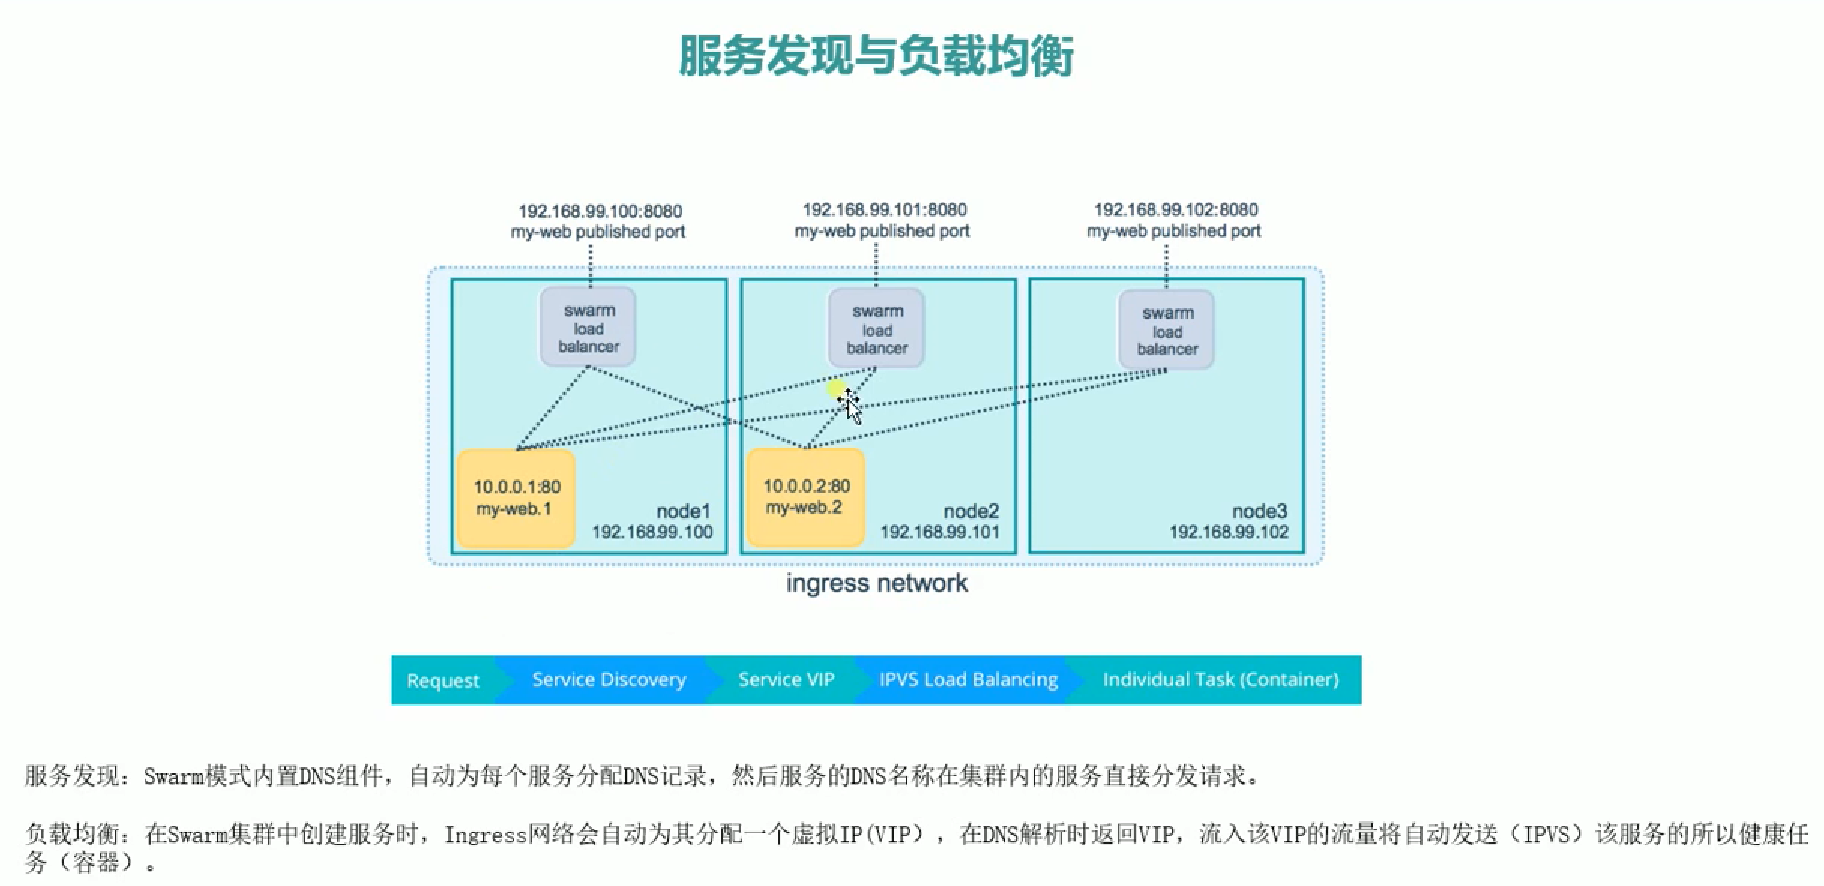 服务发现与负载均衡
192.168.99.100:8080
my-web published port
192.168.99.101:8080
my-web published port
192.168.99.102:8080
my-web published port
swarm
load
balancer
swarm
load
balancer
swarm
load
balancer
10.0.0.1:80
my-web.1
node1
192.168.99.100
10.0.0.2:80
my-web.2
node2
192.168.99.101
node3
192.168.99.102
ingress network
Request
Service Discovery
Service VIP
IPVS Load Balancing
Individual Task (Container)
服务发现：Swarm模式内置DNS组件，自动为每个服务分配DNS记录，然后服务的DNS名称在集群内的服务直接分发请求。
负载均衡：在Swarm集群中创建服务时，Ingress网络会自动为其分配一个虚拟IP(VIP），在DNS解析时返回VIP，流入该VIP的流量将自动发送（IPVS）该服务的所以健康任
务（容器）。